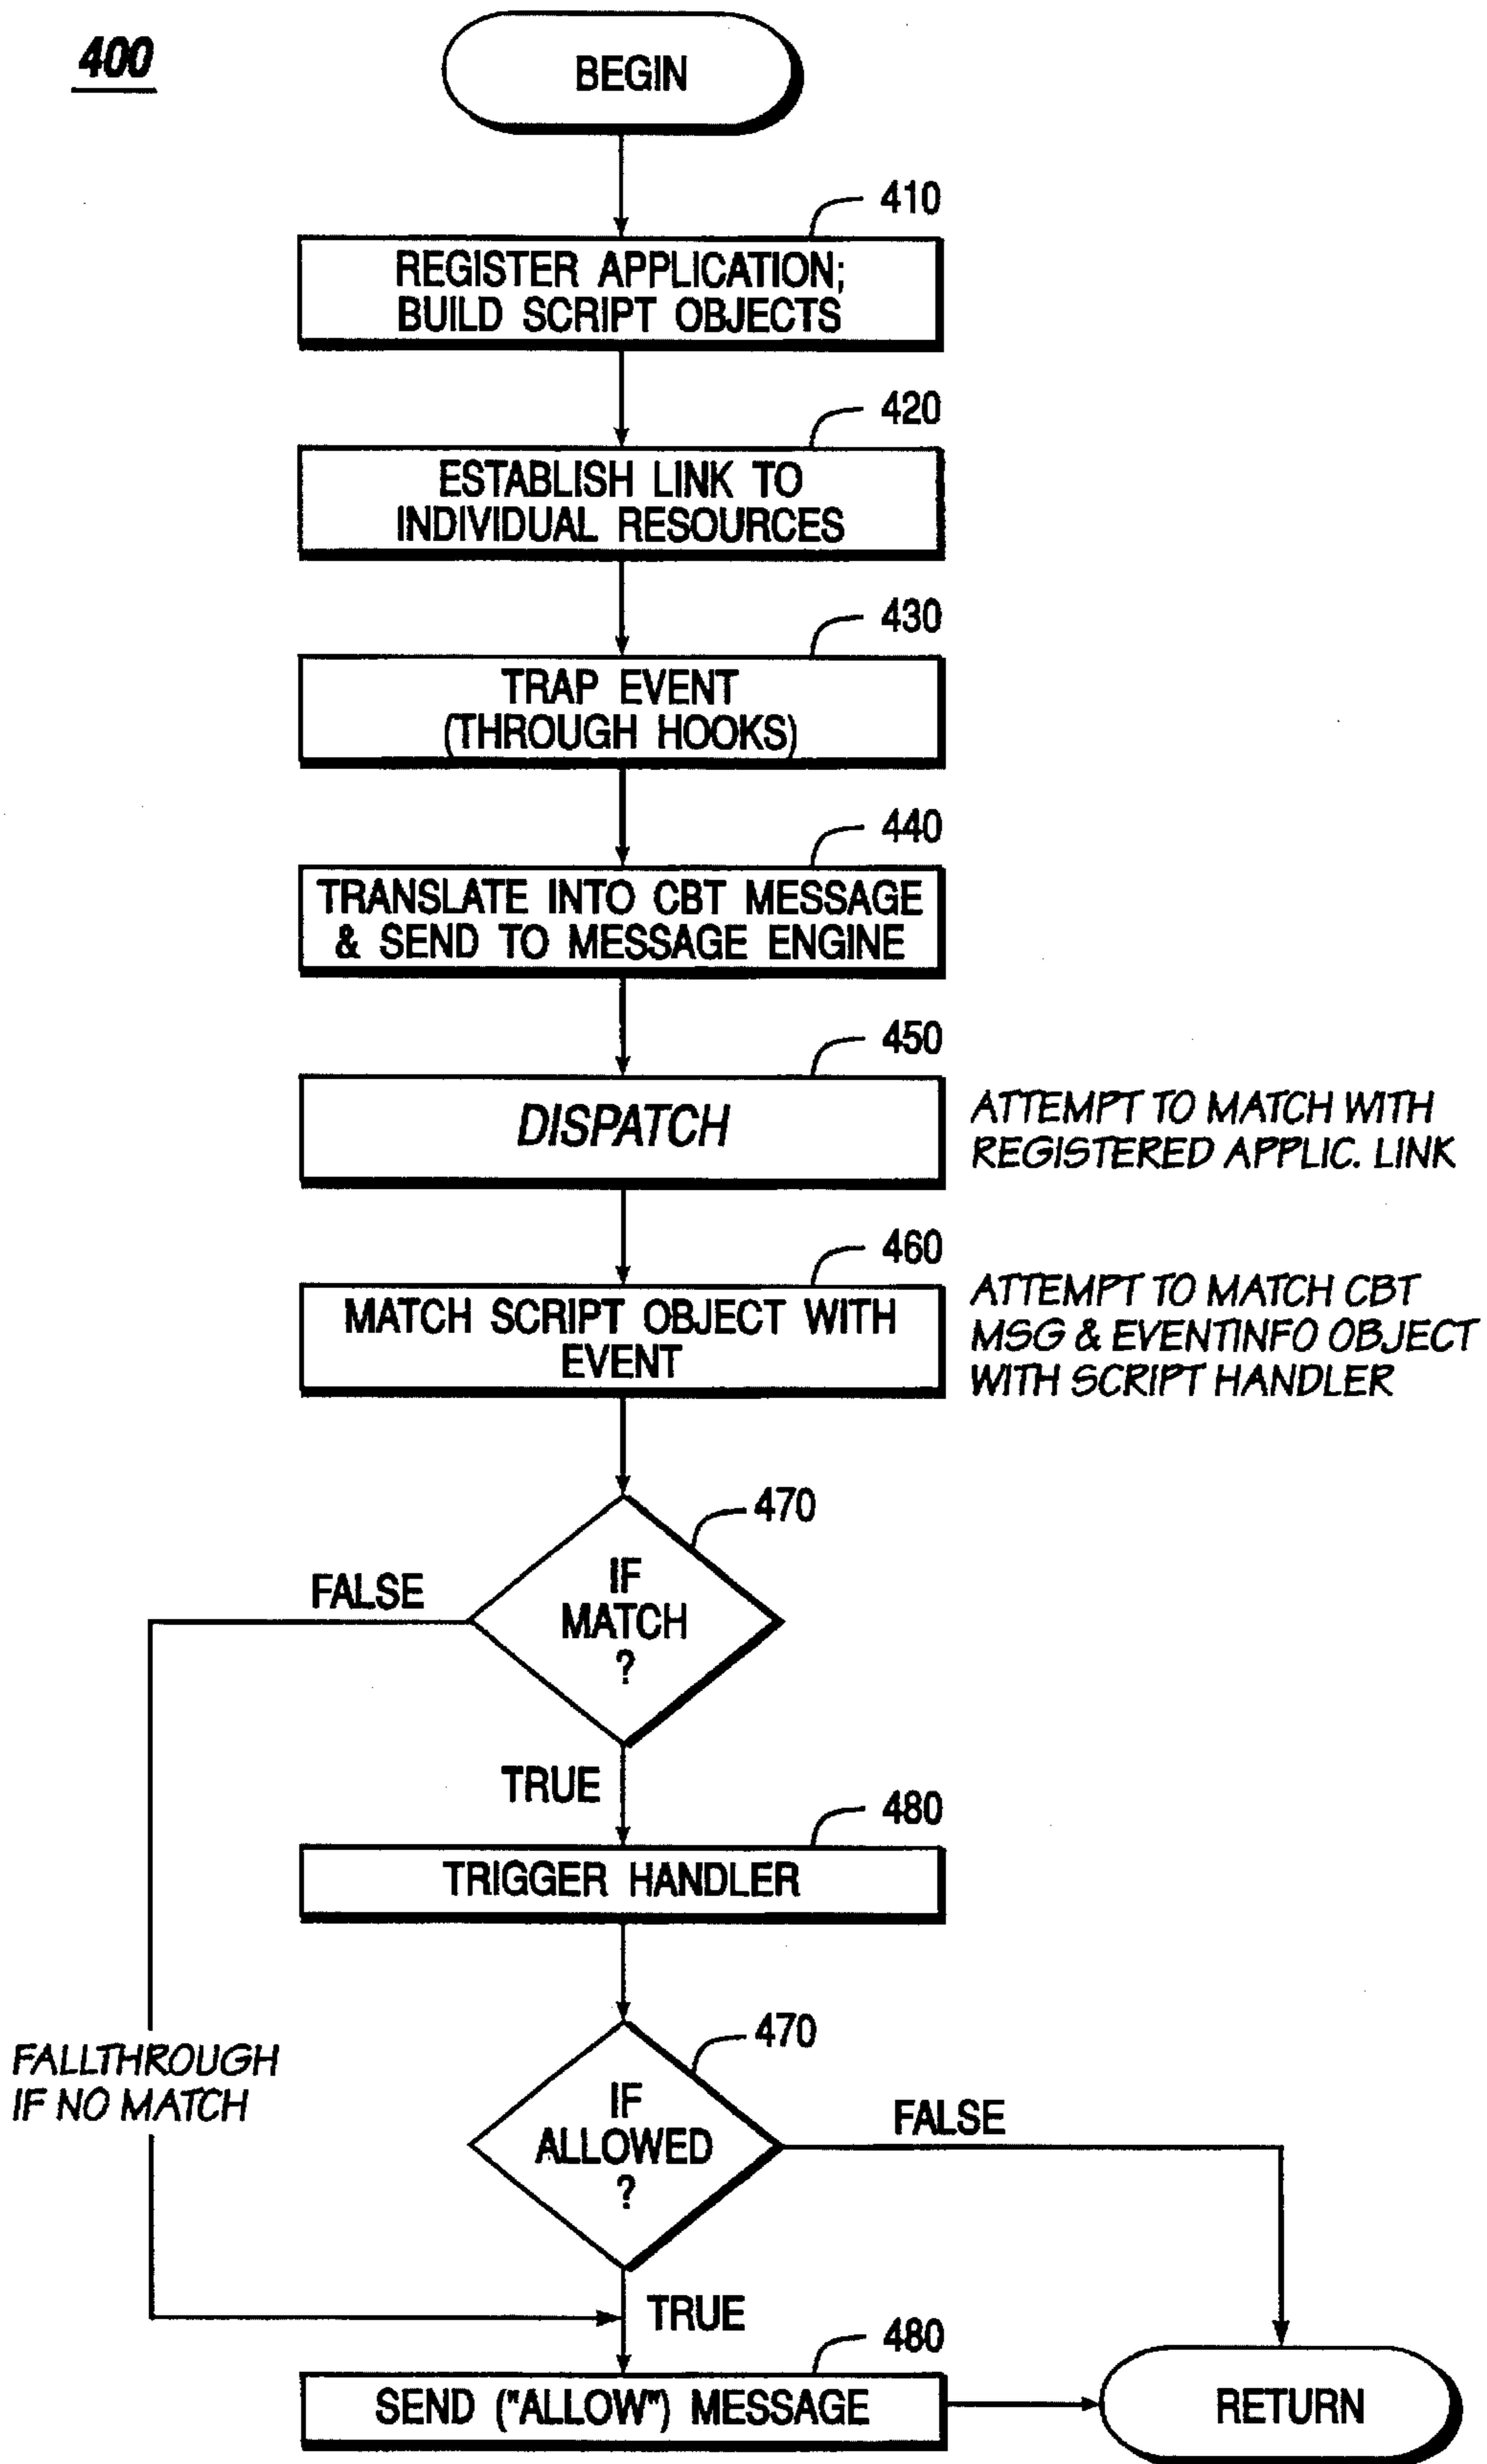 400
BEGIN
410
REGISTER APPLICATION;
BUILD SCRIPT OBJECTS
420
ESTABLISH LINK TO
INDIVIDUAL RESOURCES
430
TRAP EVENT
(THROUGH HOOKS)
440
TRANSLATE INTO CBT MESSAGE
& SEND TO MESSAGE ENGINE
450
DISPATCH
ATTEMPT TO MATCH WITH
REGISTERED APPLIC. LINK
460
MATCH SCRIPT OBJECT WITH
EVENT
ATTEMPT TO MATCH CBT
MSG & EVENTINFO OBJECT
WITH SCRIPT HANDLER
470
IF
MATCH
?
FALSE
TRUE
480
TRIGGER HANDLER
FALLTHROUGH
IF NO MATCH
470
IF
ALLOWED
?
FALSE
TRUE
480
SEND ("ALLOW") MESSAGE
RETURN